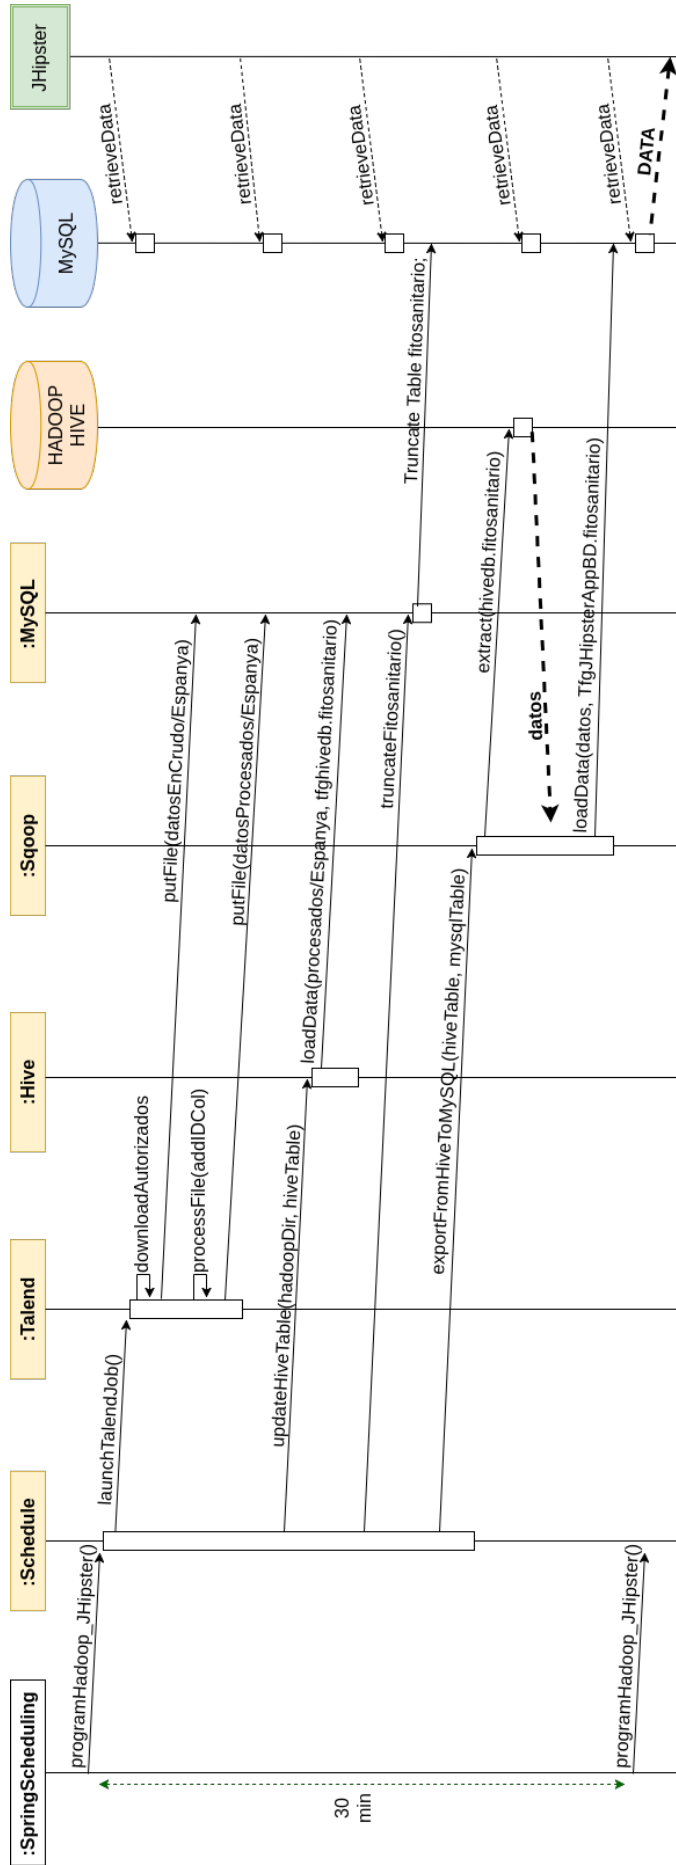 :SpringScheduling
:Schedule
:Talend
:Hive
:Sqoop
:MySQL
HADOOP
HIVE
MySQL
JHipster
programHadoop_JHipster()
launchTalendJob()
downloadAutorizados
putFile(datosEnCrudo/Espanya)
processFile(addIDCol)
putFile(datosProcesados/Espanya)
updateHiveTable(hadoopDir, hiveTable)
loadData(procesados/Espanya, tfghivedb.fitosanitario)
truncateFitosanitario()
Truncate Table fitosanitario;
exportFromHiveToMySQL(hiveTable, mysqlTable)
extract(hivedb.fitosanitario)
datos
loadData(datos, TfgJHipsterAppBD.fitosanitario)
retrieveData
retrieveData
retrieveData
retrieveData
retrieveData
DATA
30
min
programHadoop_JHipster()